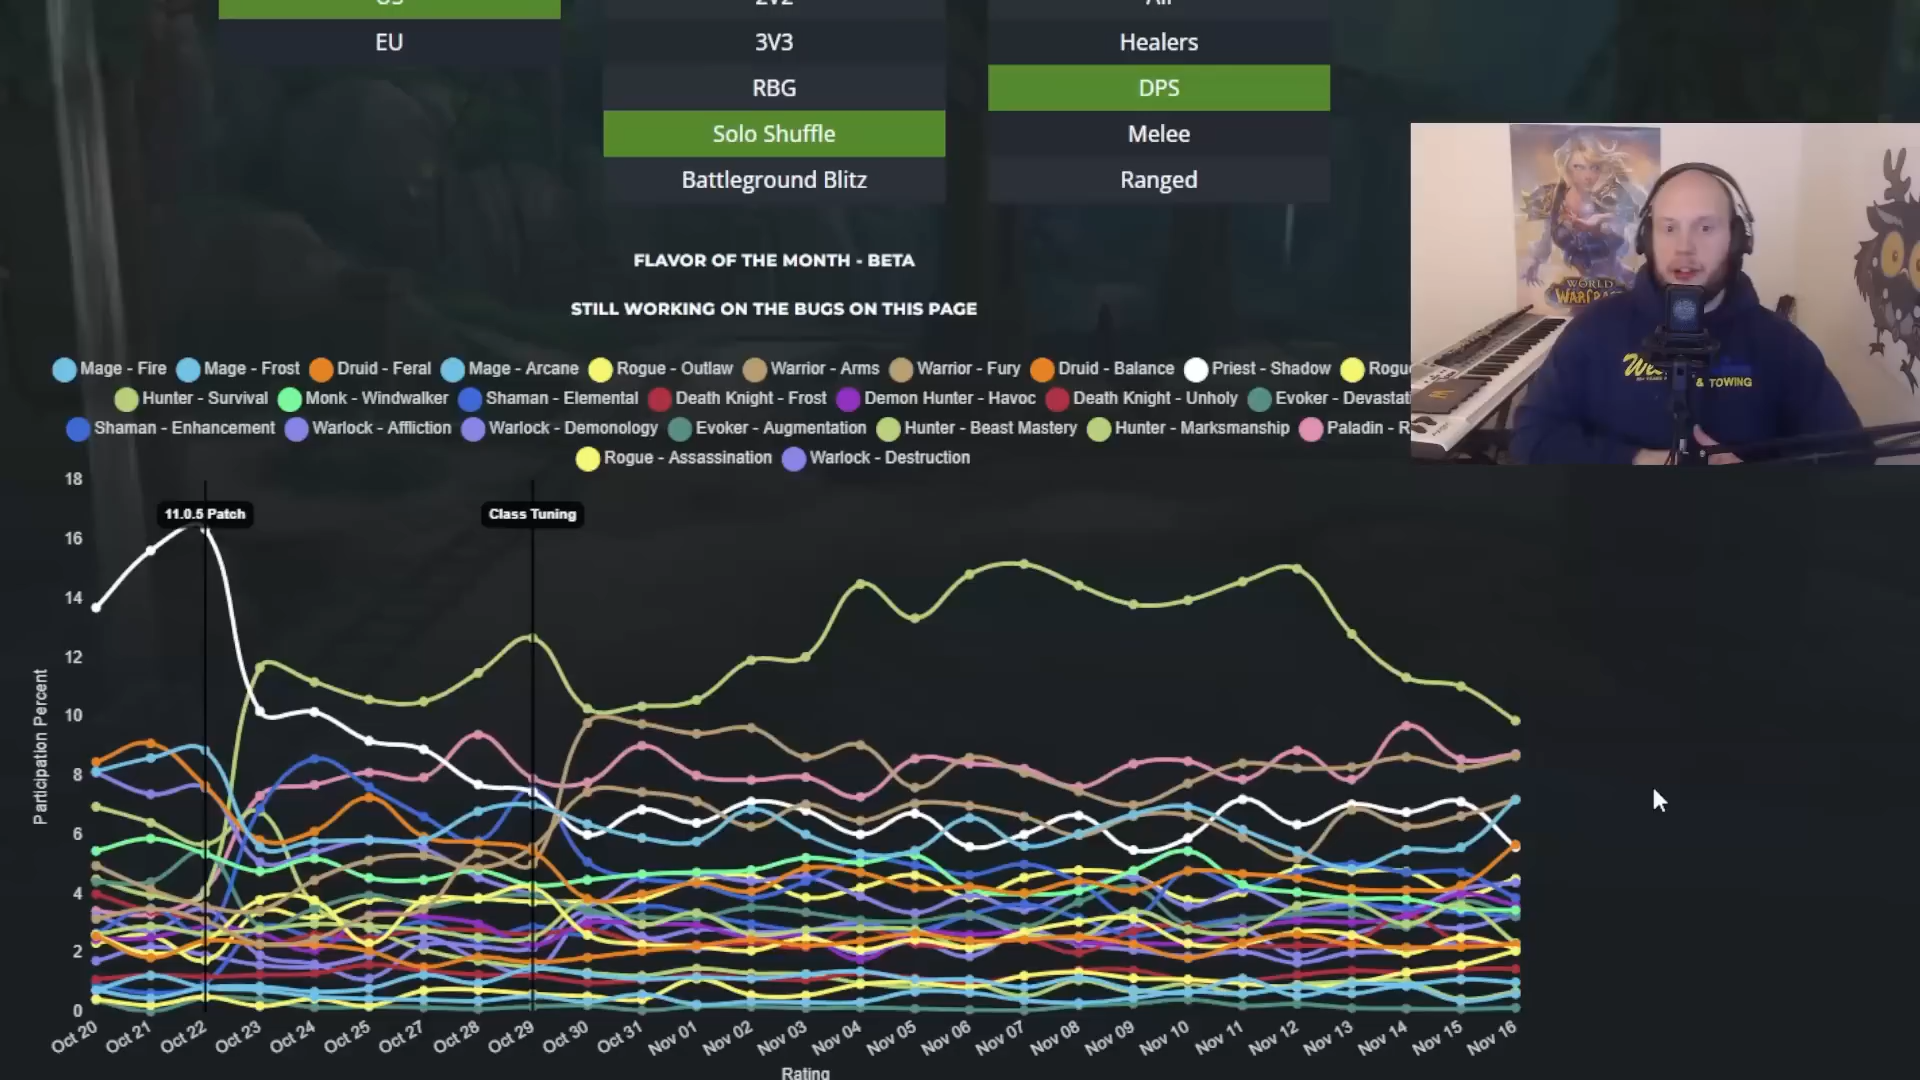 US 2V2 All
EU 3V3 Healers
RBG DPS
Solo Shuffle Melee
Battleground Blitz Ranged
FLAVOR OF THE MONTH - BETA
STILL WORKING ON THE BUGS ON THIS PAGE
WORLD
WARCRAFT
& TOWING
Mage - Fire Mage - Frost Druid - Feral Mage - Arcane Rogue - Outlaw Warrior - Arms Warrior - Fury Druid - Balance Priest - Shadow Rogu
Hunter - Survival Monk - Windwalker Shaman - Elemental Death Knight - Frost Demon Hunter - Havoc Death Knight - Unholy Evoker - Devastati
Shaman - Enhancement Warlock - Affliction Warlock - Demonology Evoker - Augmentation Hunter - Beast Mastery Hunter - Marksmanship Paladin - R
Rogue - Assassination Warlock - Destruction
18
11.0.5 Patch Class Tuning
16
14
12
10
8
6
4
2
0
Participation Percent
Oct 20 Oct 21 Oct 22 Oct 23 Oct 24 Oct 25 Oct 27 Oct 28 Oct 29 Oct 30 Oct 31 Nov 01 Nov 02 Nov 03 Nov 04 Nov 05 Nov 06 Nov 07 Nov 08 Nov 09 Nov 10 Nov 11 Nov 12 Nov 13 Nov 14 Nov 15 Nov 16
Rating